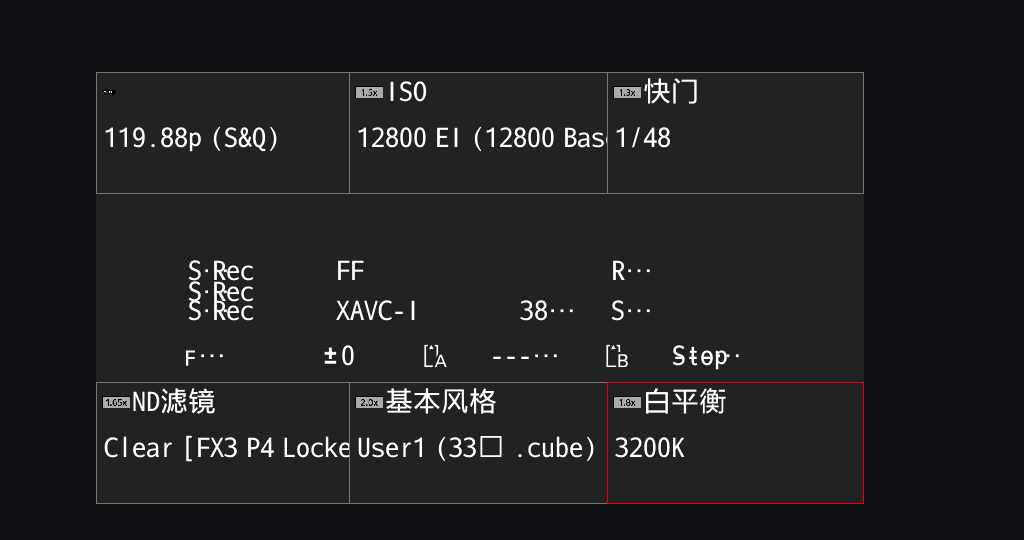 1.5x ISO
1.3x 快门
119.88p (S&Q)
12800 EI (12800 Bas
1/48
S·Rec
FF
R···
S·Rec
S·Rec
XAVC-I
38···
S···
F···
±0
A
---···
B
1.65x ND滤镜
2.0x 基本风格
1.8x 白平衡
Clear [FX3 P4 Locke
User1 (33□ .cube)
3200K